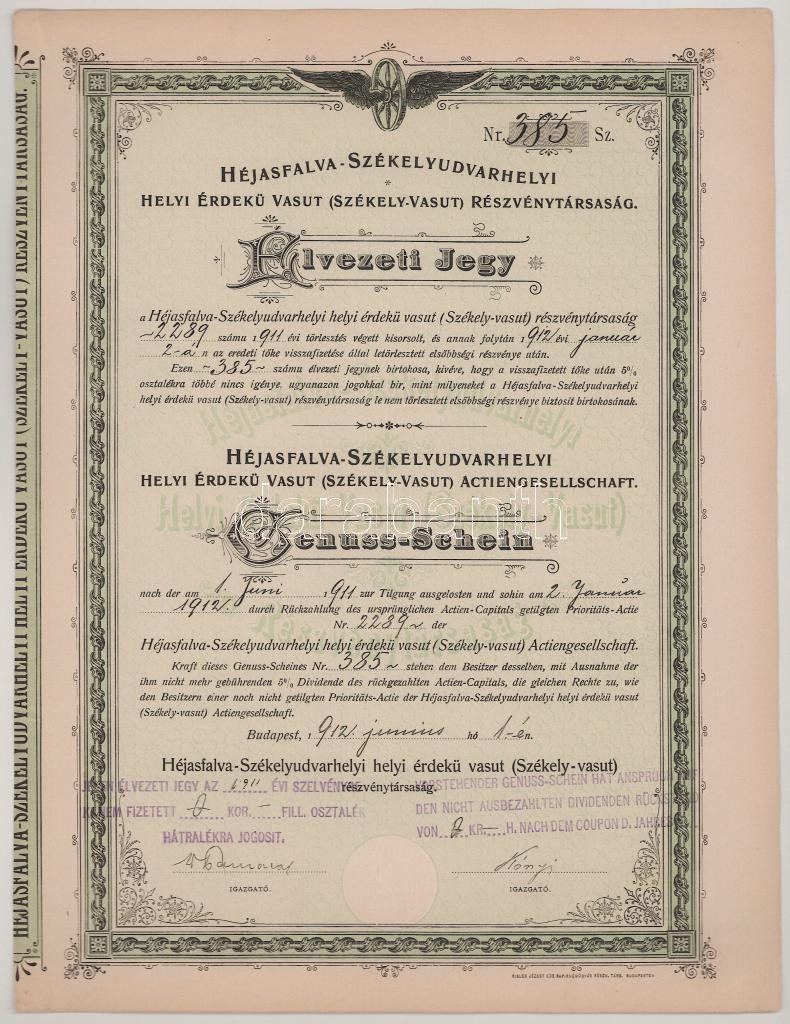 HÉJASFALVA-SZÉKELYUDVARHELYI HELYI ÉRDEKÜ VASUT (SZÉKELY-VASUT) RÉSZVÉNYTÁRSASÁG.
Nr. 385 Sz.
HÉJASFALVA-SZÉKELYUDVARHELYI
HELYI ÉRDEKÜ VASUT (SZÉKELY-VASUT) RÉSZVÉNYTÁRSASÁG.
Élvezeti Jegy
a Héjasfalva-Székelyudvarhelyi helyi érdekü vasut (Székely-vasut) részvénytársaság
~2289 számu 1911 évi törlesztés végett kisorsolt, és annak folytán 1912 évi január
2-án az eredeti tőke visszafizetése által letörlesztett elsőbbségi részvénye után.
Ezen ~385~ számu élvezeti jegynek birtokosa, kivéve, hogy a visszafizetett tőke után 5%
osztalékra többé nincs igénye, ugyanazon jogokkal bir, mint milyeneket a Héjasfalva-Székelyudvarhelyi
helyi érdekü vasut (Székely-vasut) részvénytársaság le nem törlesztett elsőbbségi részvénye biztosit birtokosának.
HÉJASFALVA-SZÉKELYUDVARHELYI
HELYI ÉRDEKÜ VASUT (SZÉKELY-VASUT) ACTIENGESELLSCHAFT.
darabanth
Genuss-Schein
nach der am 1. Juni 1911 zur Tilgung ausgelosten und sohin am 2. Januar
1912. durch Rückzahlung des ursprünglichen Actien-Capitals getilgten Prioritäts-Actie
Nr. 2289~ der
Héjasfalva-Székelyudvarhelyi helyi érdekü vasut (Székely-vasut) Actiengesellschaft.
Kraft dieses Genuss-Scheines Nr. 385~ stehen dem Besitzer desselben, mit Ausnahme der
ihm nicht mehr gebührenden 5% Dividende des rückgezahlten Actien-Capitals, die gleichen Rechte zu, wie
den Besitzern einer noch nicht getilgten Prioritäts-Actie der Héjasfalva-Székelyudvarhelyi helyi érdekü vasut
(Székely-vasut) Actiengesellschaft.
Budapest, 1912. junius hó 1-én.
Héjasfalva-Székelyudvarhelyi helyi érdekü vasut (Székely-vasut)
részvénytársaság.
JELEN ÉLVEZETI JEGY AZ 1911 ÉVI SZELVÉNYRE
KI NEM FIZETETT 0 KOR. – FILL. OSZTALÉK
HÁTRALÉKRA JOGOSIT.
VORSTEHENDER GENUSS-SCHEIN HAT ANSPRUCH AUF
DEN NICHT AUSBEZAHLTEN DIVIDENDEN RÜCKSTAND
VON 0 KR – H. NACH DEM COUPON D. JAHRES
IGAZGATÓ.
IGAZGATÓ.